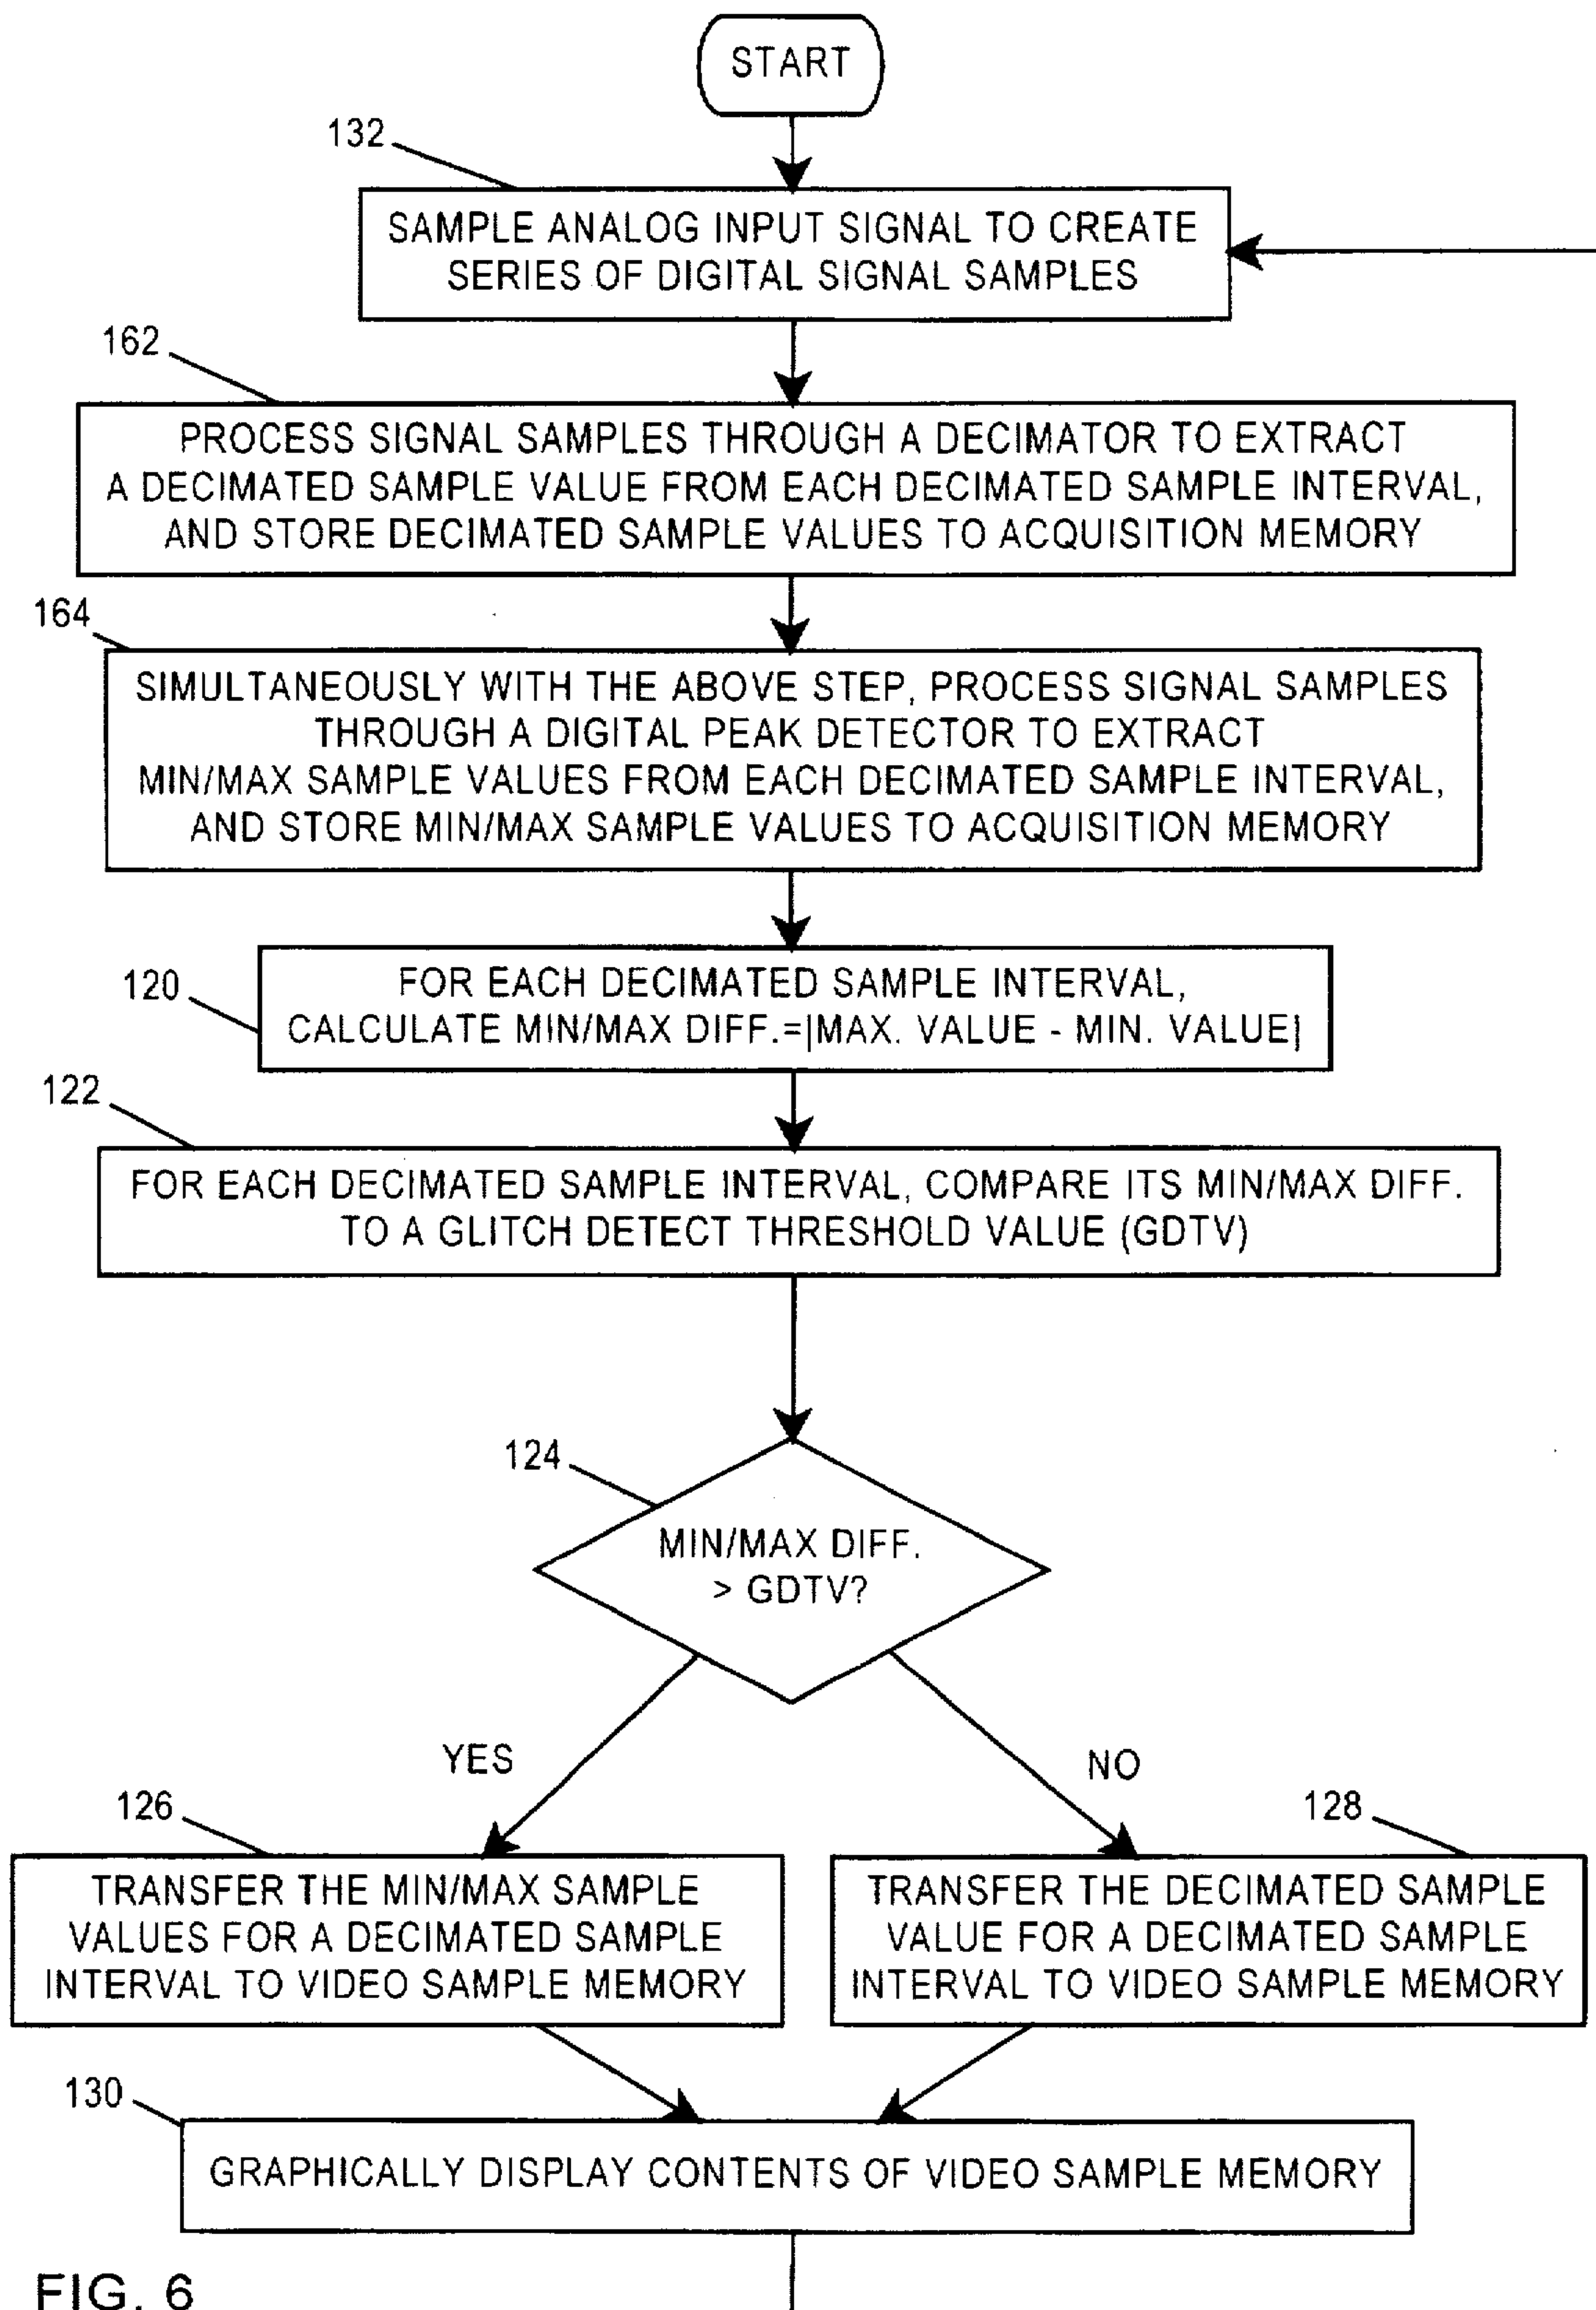 START
132
SAMPLE ANALOG INPUT SIGNAL TO CREATE
SERIES OF DIGITAL SIGNAL SAMPLES
162
PROCESS SIGNAL SAMPLES THROUGH A DECIMATOR TO EXTRACT
A DECIMATED SAMPLE VALUE FROM EACH DECIMATED SAMPLE INTERVAL,
AND STORE DECIMATED SAMPLE VALUES TO ACQUISITION MEMORY
164
SIMULTANEOUSLY WITH THE ABOVE STEP, PROCESS SIGNAL SAMPLES
THROUGH A DIGITAL PEAK DETECTOR TO EXTRACT
MIN/MAX SAMPLE VALUES FROM EACH DECIMATED SAMPLE INTERVAL,
AND STORE MIN/MAX SAMPLE VALUES TO ACQUISITION MEMORY
120
FOR EACH DECIMATED SAMPLE INTERVAL,
CALCULATE MIN/MAX DIFF.=|MAX. VALUE - MIN. VALUE|
122
FOR EACH DECIMATED SAMPLE INTERVAL, COMPARE ITS MIN/MAX DIFF.
TO A GLITCH DETECT THRESHOLD VALUE (GDTV)
124
MIN/MAX DIFF.
> GDTV?
YES
NO
126
TRANSFER THE MIN/MAX SAMPLE
VALUES FOR A DECIMATED SAMPLE
INTERVAL TO VIDEO SAMPLE MEMORY
128
TRANSFER THE DECIMATED SAMPLE
VALUE FOR A DECIMATED SAMPLE
INTERVAL TO VIDEO SAMPLE MEMORY
130
GRAPHICALLY DISPLAY CONTENTS OF VIDEO SAMPLE MEMORY
FIG. 6